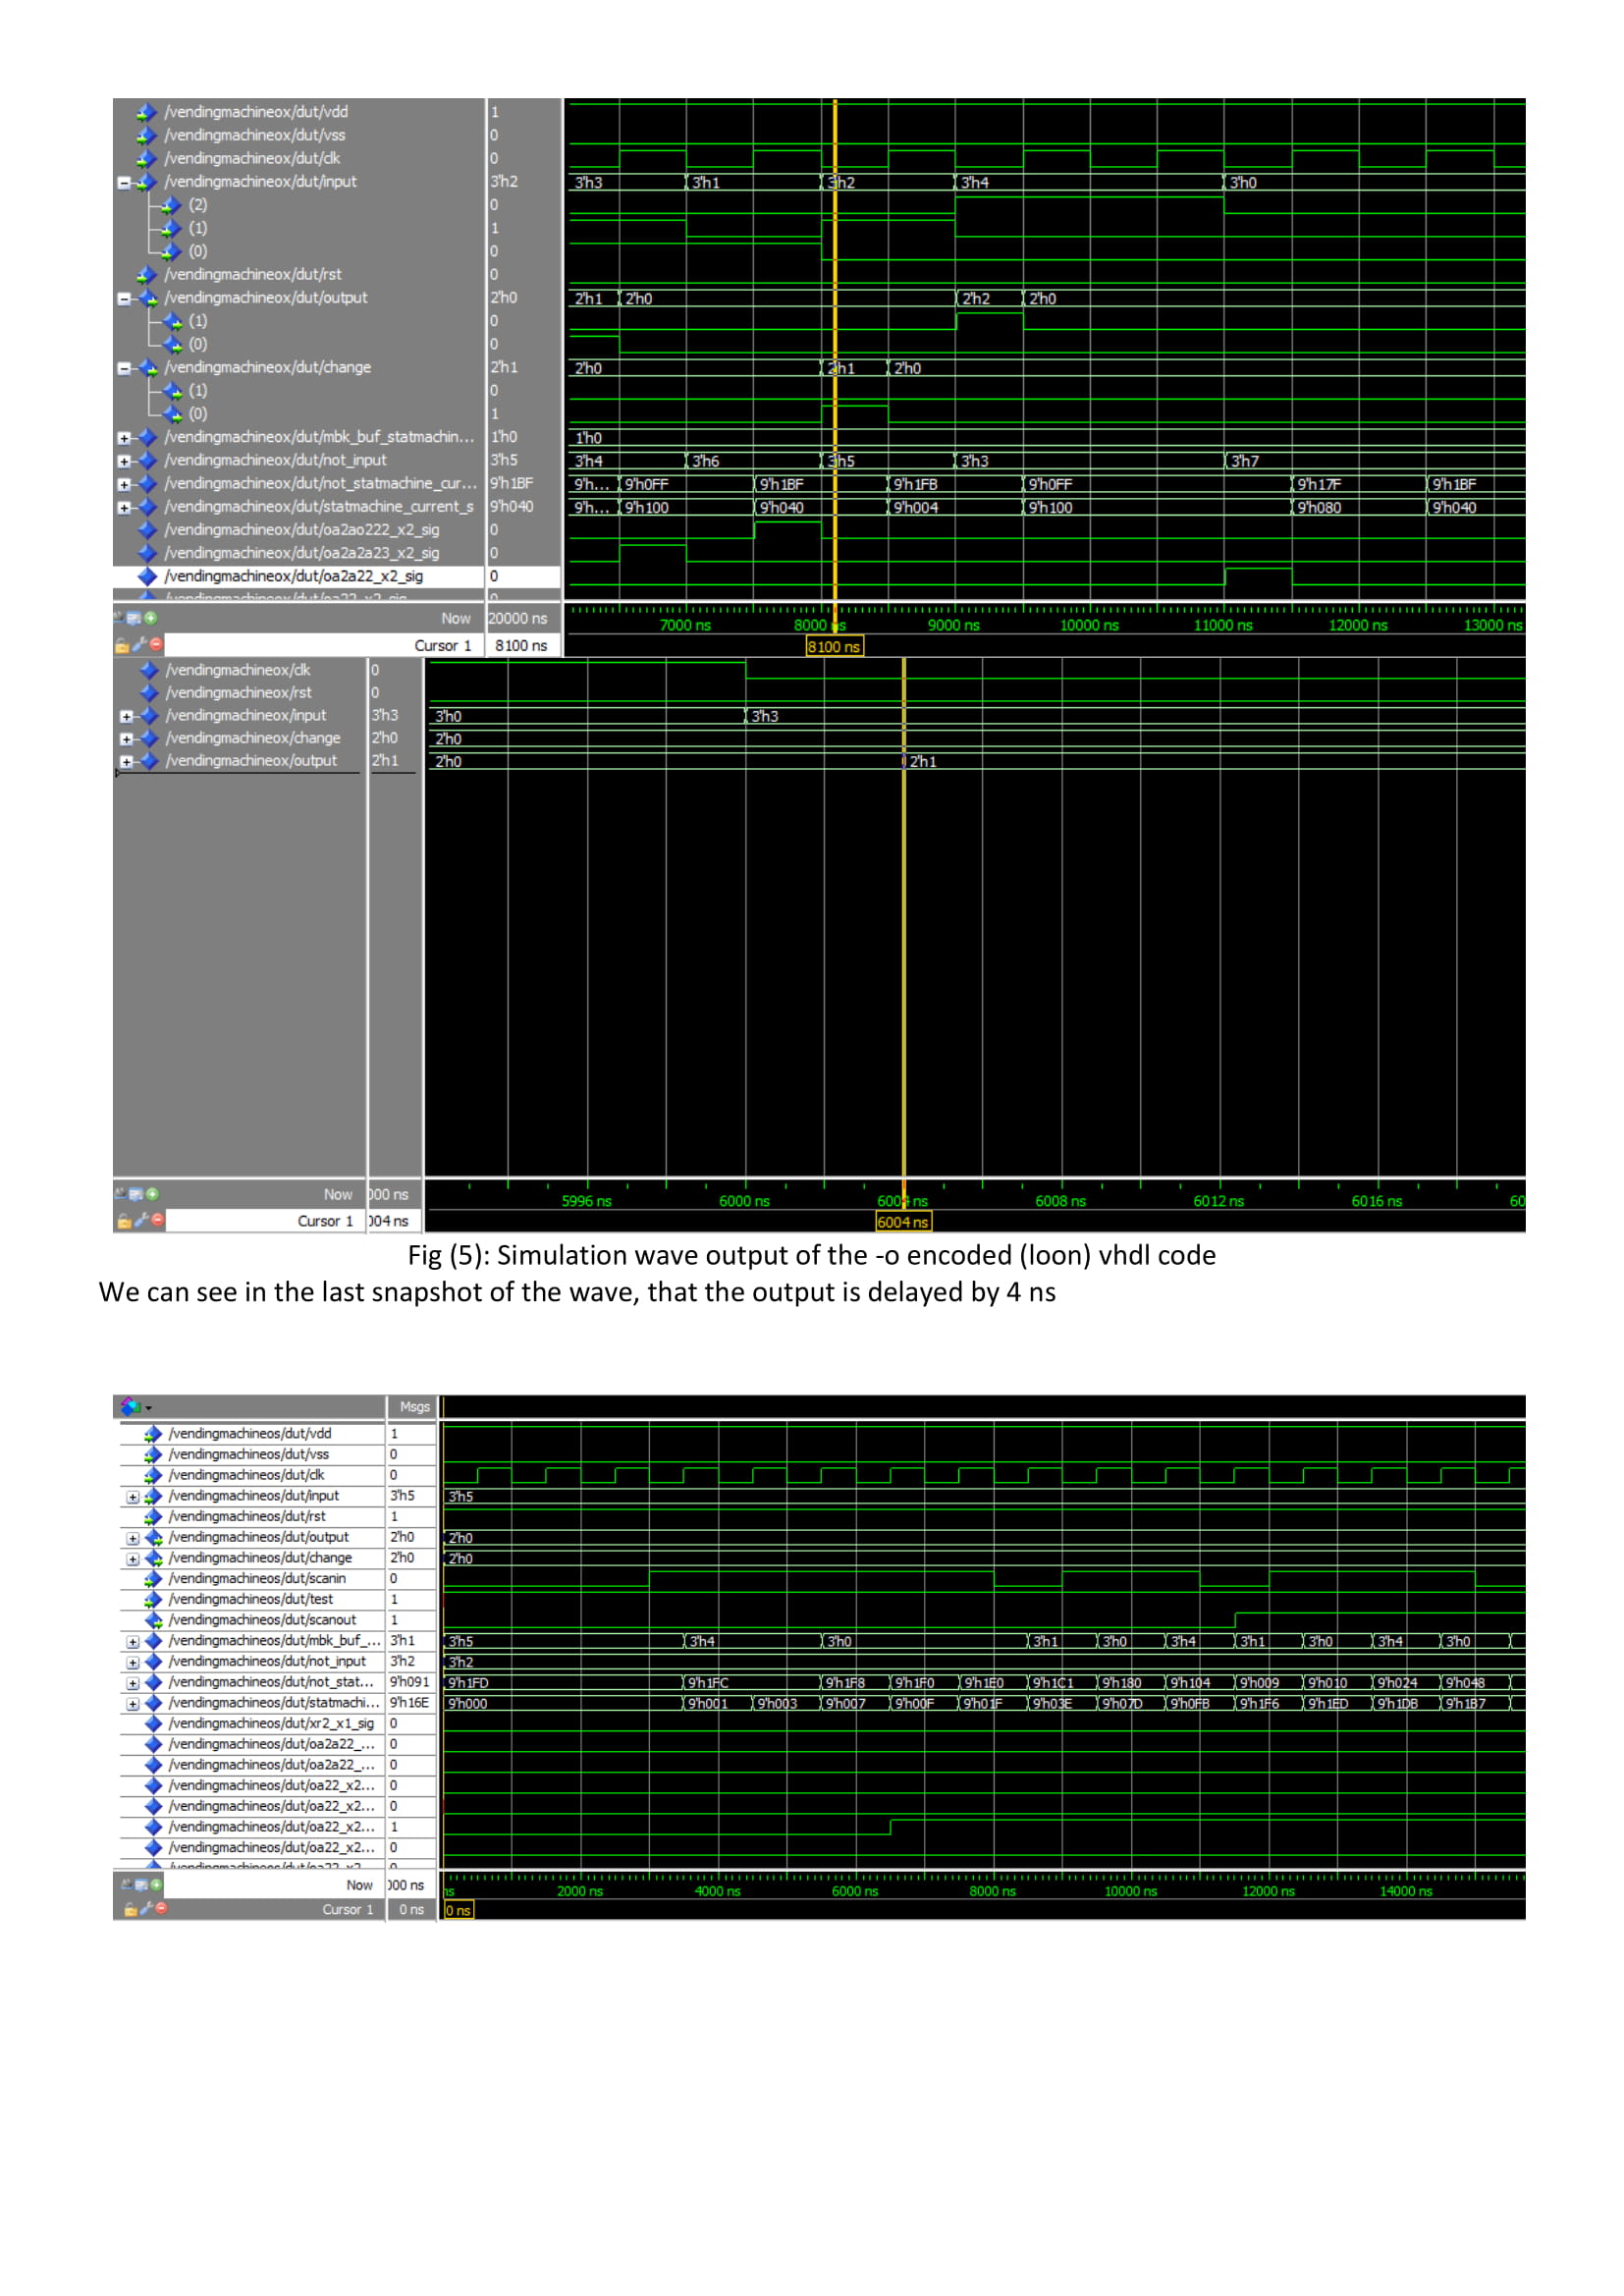 /vendingmachineox/dut/vdd 1
/vendingmachineox/dut/vss 0
/vendingmachineox/dut/clk 0
/vendingmachineox/dut/input 3'h2 3'h3 3'h1 3'h2 3'h4 3'h0
(2) 0
(1) 1
(0) 0
/vendingmachineox/dut/rst 0
/vendingmachineox/dut/output 2'h0 2'h1 2'h0 2'h2 2'h0
(1) 0
(0) 0
/vendingmachineox/dut/change 2'h1 2'h0 2'h1 2'h0
(1) 0
(0) 1
/vendingmachineox/dut/mbk_buf_statmachin... 1'h0 1'h0
/vendingmachineox/dut/not_input 3'h5 3'h4 3'h6 3'h5 3'h3 3'h7
/vendingmachineox/dut/not_statmachine_cur... 9'h1BF 9'h... 9'h0FF 9'h1BF 9'h1FB 9'h0FF 9'h17F 9'h1BF
/vendingmachineox/dut/statmachine_current_s 9'h040 9'h... 9'h100 9'h040 9'h004 9'h100 9'h080 9'h040
/vendingmachineox/dut/oa2ao222_x2_sig 0
/vendingmachineox/dut/oa2a2a23_x2_sig 0
/vendingmachineox/dut/oa2a22_x2_sig 0
/vendingmachineox/dut/oa22_x2_sig 0
Now 20000 ns 7000 ns 8000 ns 9000 ns 10000 ns 11000 ns 12000 ns 13000 ns
Cursor 1 8100 ns 8100 ns
/vendingmachineox/clk 0
/vendingmachineox/rst 0
/vendingmachineox/input 3'h3 3'h0 3'h3
/vendingmachineox/change 2'h0 2'h0
/vendingmachineox/output 2'h1 2'h0 2'h1
Now 000 ns 5996 ns 6000 ns 6004 ns 6008 ns 6012 ns 6016 ns 60
Cursor 1 004 ns 6004 ns
Fig (5): Simulation wave output of the -o encoded (loon) vhdl code
We can see in the last snapshot of the wave, that the output is delayed by 4 ns
Msgs
/vendingmachineos/dut/vdd 1
/vendingmachineos/dut/vss 0
/vendingmachineos/dut/clk 0
/vendingmachineos/dut/input 3'h5 3'h5
/vendingmachineos/dut/rst 1
/vendingmachineos/dut/output 2'h0 2'h0
/vendingmachineos/dut/change 2'h0 2'h0
/vendingmachineos/dut/scanin 0
/vendingmachineos/dut/test 1
/vendingmachineos/dut/scanout 1
/vendingmachineos/dut/mbk_buf_... 3'h1 3'h5 3'h4 3'h0 3'h1 3'h0 3'h4 3'h1 3'h0 3'h4 3'h0
/vendingmachineos/dut/not_input 3'h2 3'h2
/vendingmachineos/dut/not_stat... 9'h091 9'h1FD 9'h1FC 9'h1F8 9'h1F0 9'h1E0 9'h1C1 9'h180 9'h104 9'h009 9'h010 9'h024 9'h048
/vendingmachineos/dut/statmachi... 9'h16E 9'h000 9'h001 9'h003 9'h007 9'h00F 9'h01F 9'h03E 9'h07D 9'h0FB 9'h1F6 9'h1ED 9'h1DB 9'h1B7
/vendingmachineos/dut/xr2_x1_sig 0
/vendingmachineos/dut/oa2a22_... 0
/vendingmachineos/dut/oa2a22_... 0
/vendingmachineos/dut/oa22_x2... 0
/vendingmachineos/dut/oa22_x2... 0
/vendingmachineos/dut/oa22_x2... 1
/vendingmachineos/dut/oa22_x2... 0
/vendingmachineos/dut/oa22_x2 0
Now 000 ns ns 2000 ns 4000 ns 6000 ns 8000 ns 10000 ns 12000 ns 14000 ns
Cursor 1 0 ns 0 ns